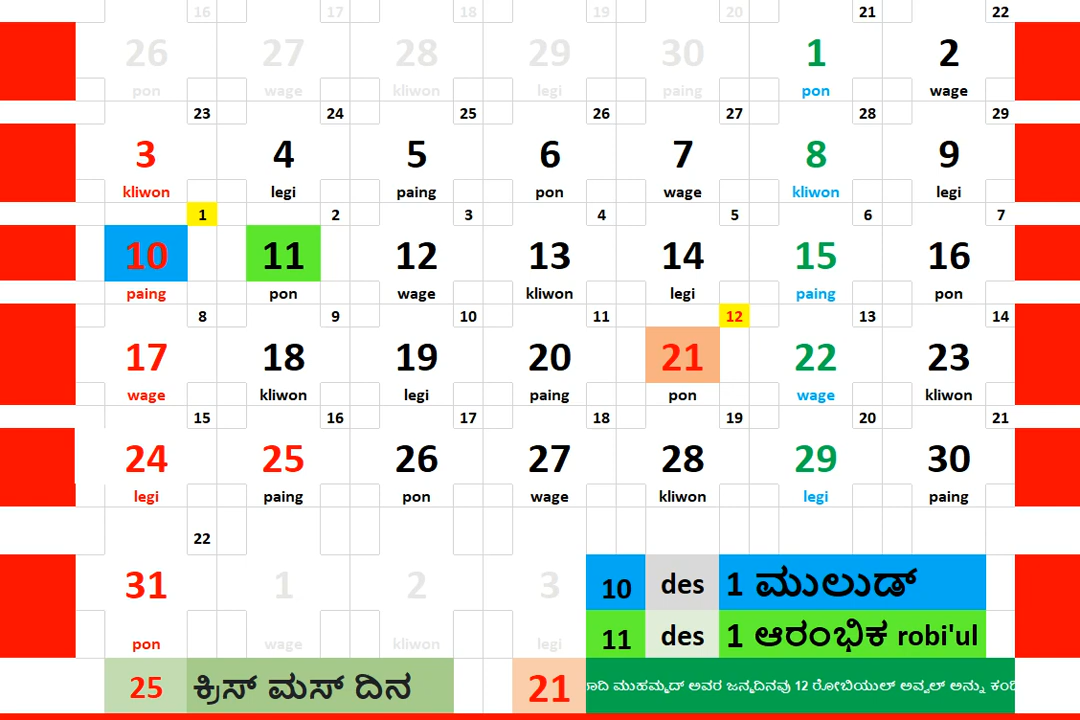 16 17 18 19 20 21 22
26 27 28 29 30 1 2
pon wage kliwon legi paing pon wage
23 24 25 26 27 28 29
3 4 5 6 7 8 9
kliwon legi paing pon wage kliwon legi
1 2 3 4 5 6 7
10 11 12 13 14 15 16
paing pon wage kliwon legi paing pon
8 9 10 11 12 13 14
17 18 19 20 21 22 23
wage kliwon legi paing pon wage kliwon
15 16 17 18 19 20 21
24 25 26 27 28 29 30
legi paing pon wage kliwon legi paing
22
31 1 2 3
pon wage kliwon legi
10 des 1 ಮುಲುಡ್
11 des 1 ಆರಂಭಿಕ robi'ul
25 ಕ್ರಿಸ್ ಮಸ್ ದಿನ
21 ಮುಹಮ್ಮದ್ ಅವರ ಜನ್ಮದಿನವು 12 ರೋಬಿಯುಲ್ ಅವ್ವಲ್ ಅನ್ನು